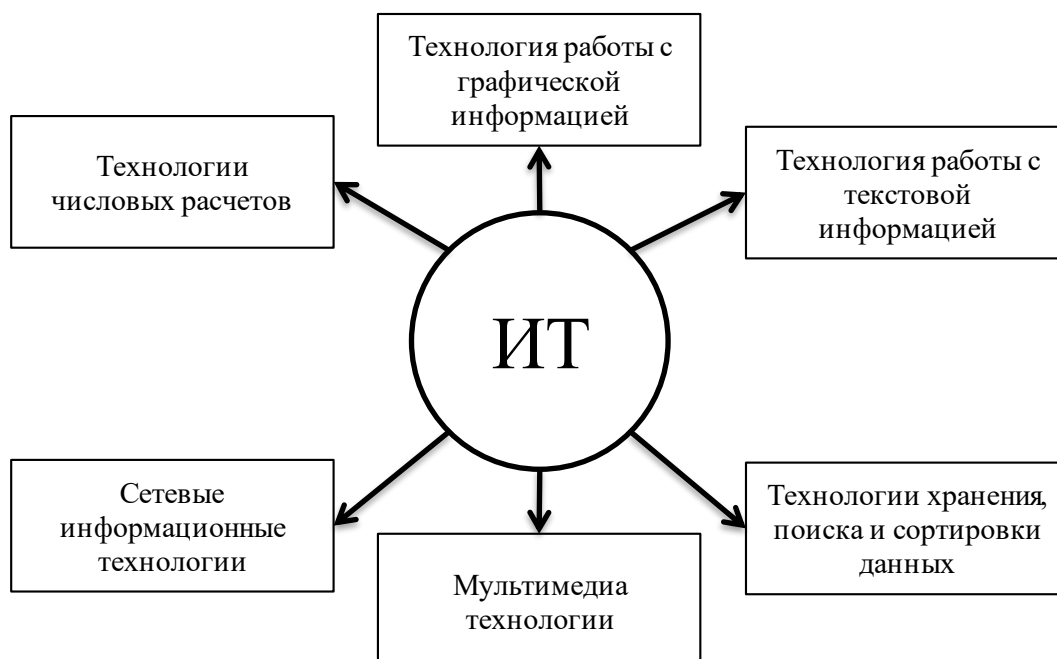 Технология работы с
графической
информацией
Технологии
числовых расчетов
Технология работы с
текстовой
информацией
ИТ
Сетевые
информационные
технологии
Мультимедиа
технологии
Технологии хранения,
поиска и сортировки
данных